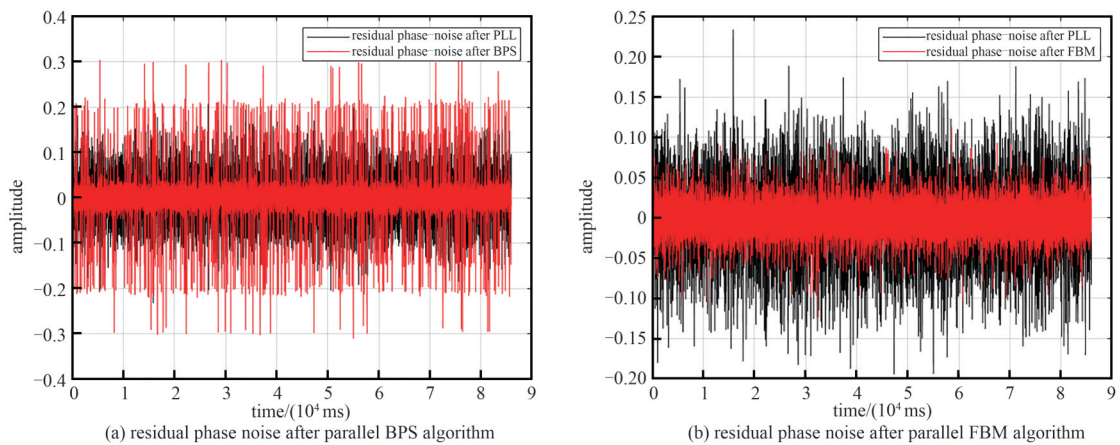 residual phase-noise after PLL
residual phase-noise after BPS
0.4
0.3
0.2
0.1
0
−0.1
−0.2
−0.3
−0.4
amplitude
0 1 2 3 4 5 6 7 8 9
time/(10⁴ ms)
(a) residual phase noise after parallel BPS algorithm
residual phase-noise after PLL
residual phase-noise after FBM
0.25
0.20
0.15
0.10
0.05
0
−0.05
−0.10
−0.15
−0.20
amplitude
0 1 2 3 4 5 6 7 8 9
time/(10⁴ ms)
(b) residual phase noise after parallel FBM algorithm